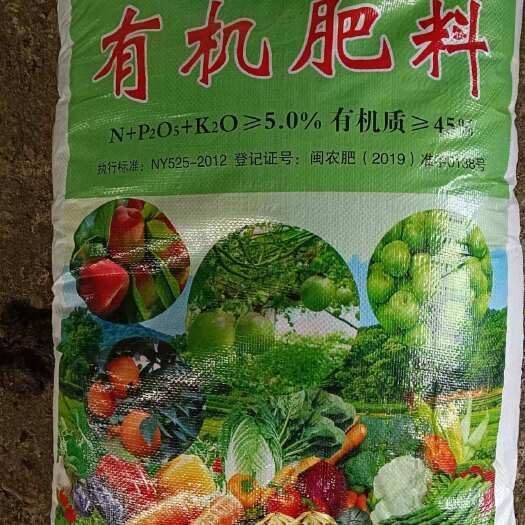 有机肥料
N+P₂O₅+K₂O≥5.0% 有机质≥45%
执行标准：NY525-2012 登记证号：闽农肥（2019）准字0138号